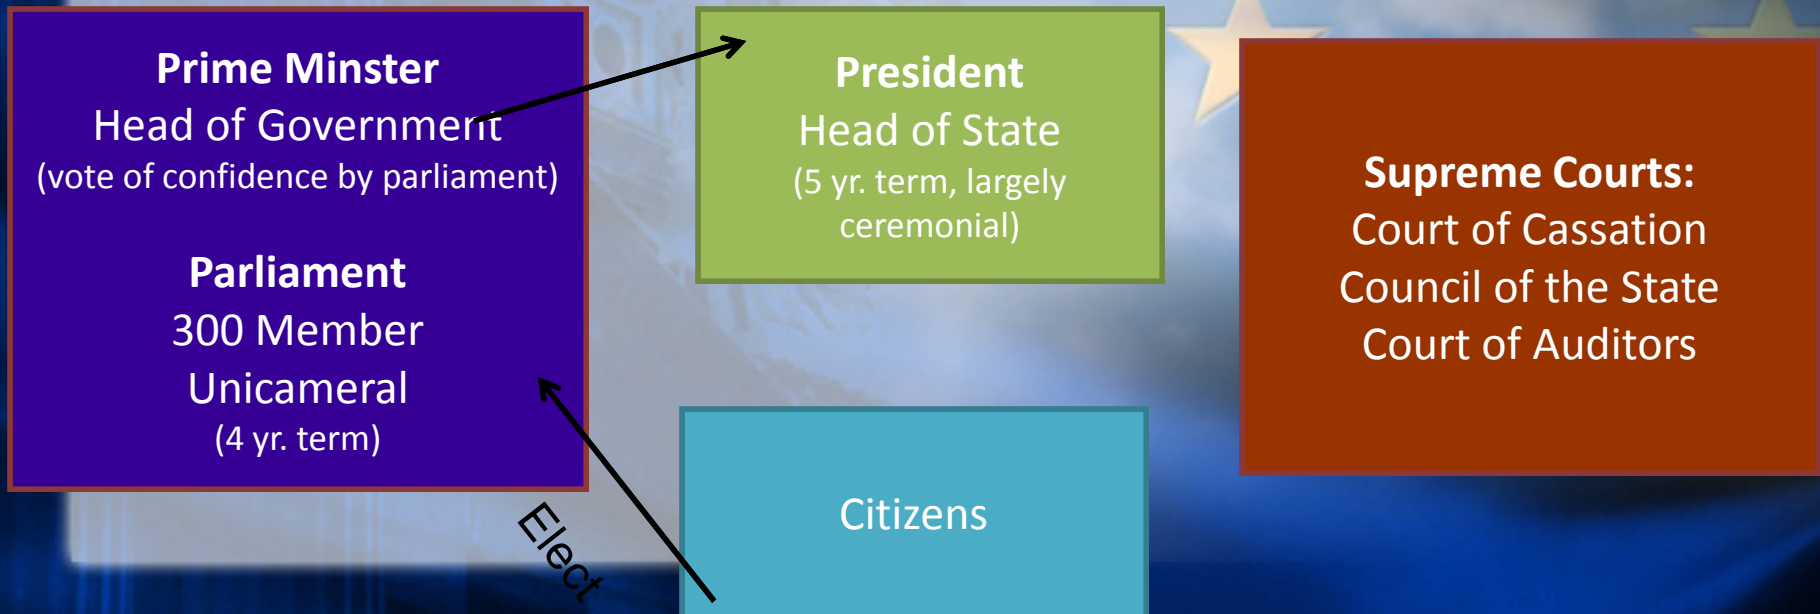 Prime Minster
Head of Government
(vote of confidence by parliament)
Parliament
300 Member
Unicameral
(4 yr. term)
President
Head of State
(5 yr. term, largely
ceremonial)
Supreme Courts:
Court of Cassation
Council of the State
Court of Auditors
Citizens
Elect